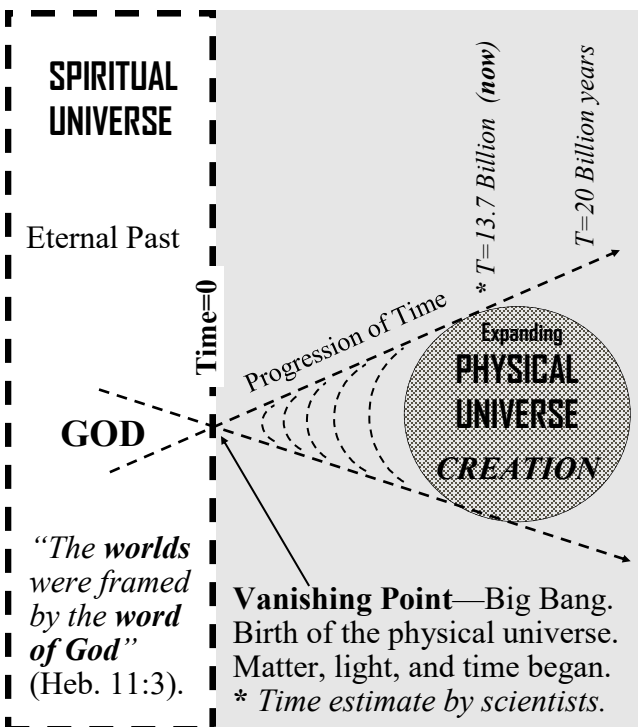 SPIRITUAL
UNIVERSE
Eternal Past
GOD
“The worlds
were framed
by the word
of God”
(Heb. 11:3).
Time=0
Progression of Time
* T=13.7 Billion (now)
T=20 Billion years
Expanding
PHYSICAL
UNIVERSE
CREATION
Vanishing Point—Big Bang.
Birth of the physical universe.
Matter, light, and time began.
* Time estimate by scientists.